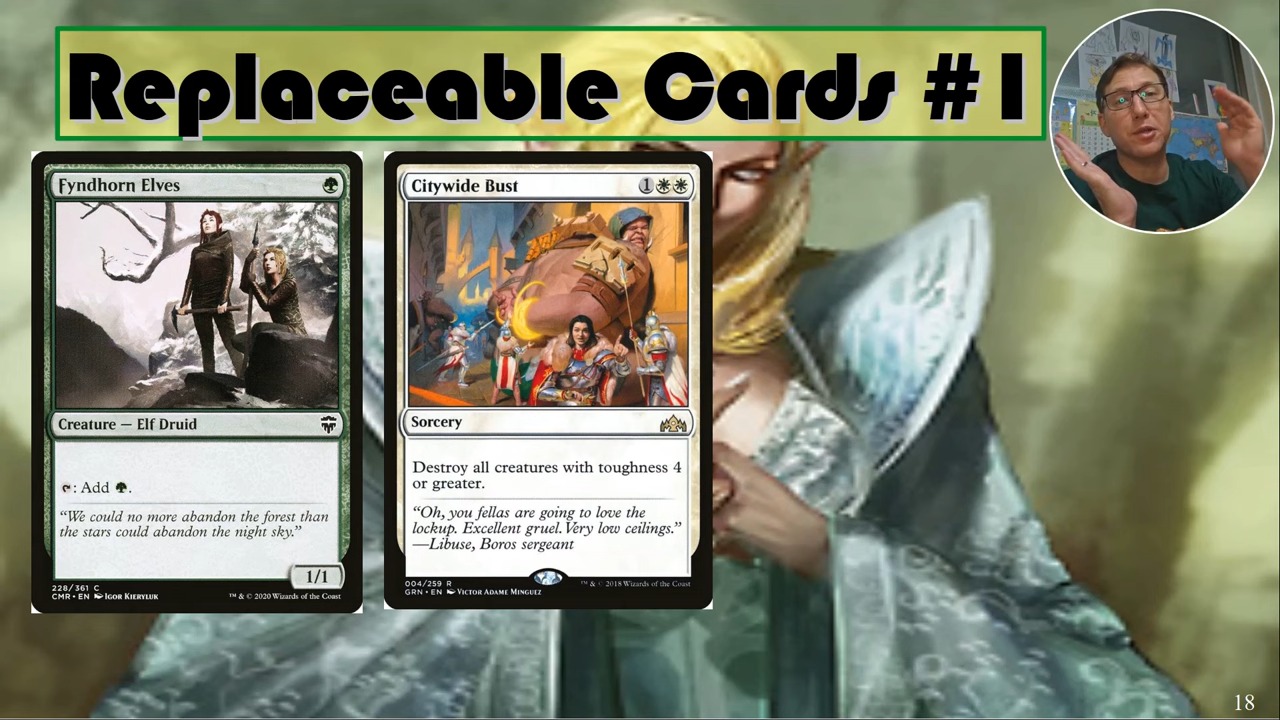 Replaceable Cards #1
Fyndhorn Elves
Creature — Elf Druid
: Add .
“We could no more abandon the forest than
the stars could abandon the night sky.”
1/1
228/361 C
CMR • EN IGOR KIERYLUK
™ & © 2020 Wizards of the Coast
Citywide Bust
1
Sorcery
Destroy all creatures with toughness 4
or greater.
“Oh, you fellas are going to love the
lockup. Excellent gruel. Very low ceilings.”
—Libuse, Boros sergeant
004/259 R
GRN • EN VICTOR ADAME MINGUEZ
™ & © 2018 Wizards of the Coast
18